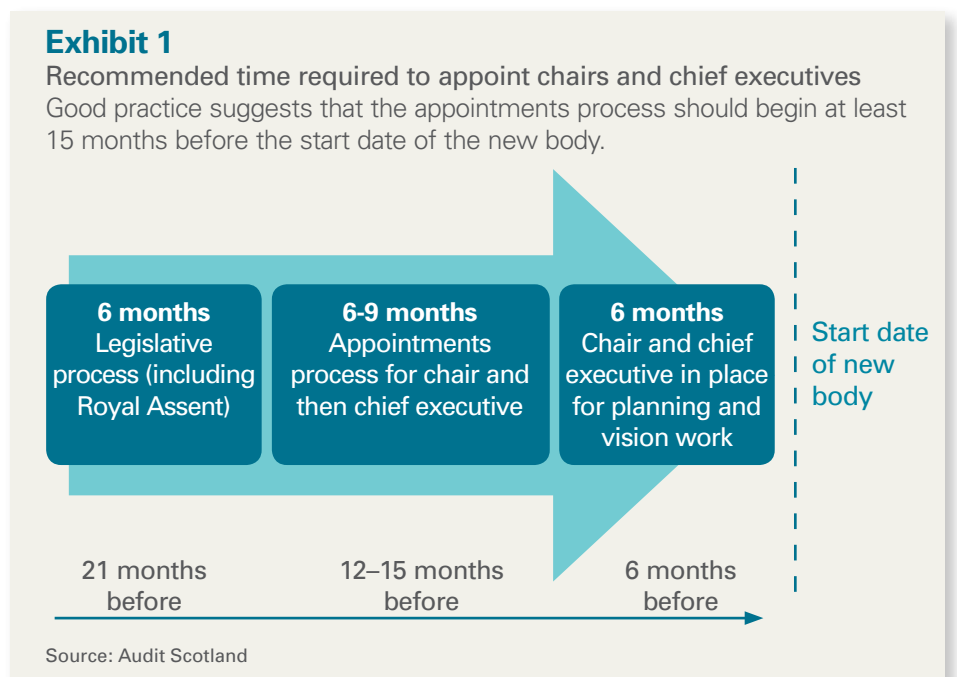 Exhibit 1
Recommended time required to appoint chairs and chief executives
Good practice suggests that the appointments process should begin at least
15 months before the start date of the new body.
6 months
Legislative
process (including
Royal Assent)
6-9 months
Appointments
process for chair and
then chief executive
6 months
Chair and chief
executive in place
for planning and
vision work
Start date
of new
body
21 months
before
12–15 months
before
6 months
before
Source: Audit Scotland